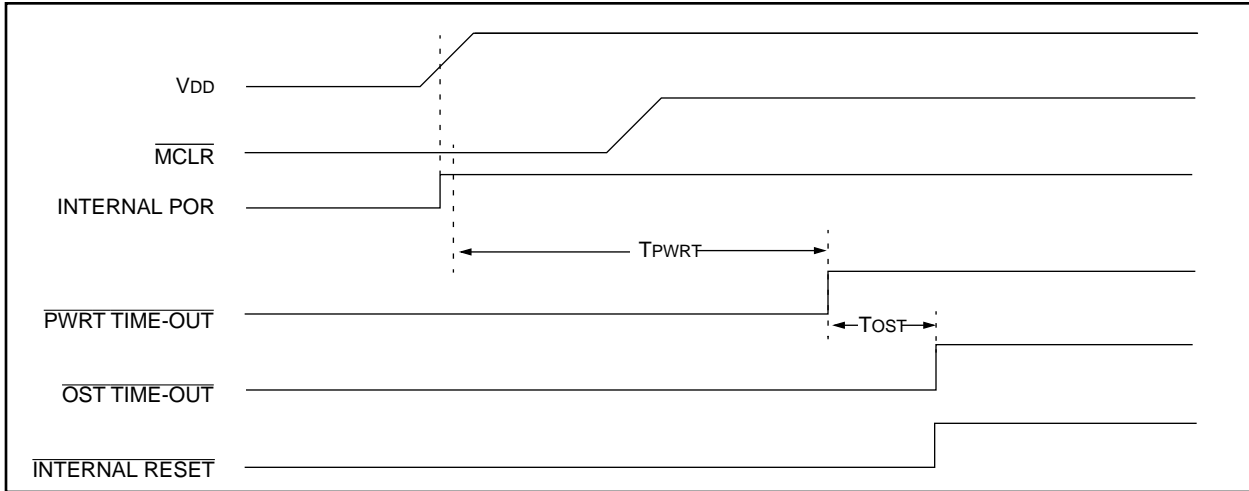 VDD
MCLR
INTERNAL POR
TPWRT
PWRT TIME-OUT
TOST
OST TIME-OUT
INTERNAL RESET